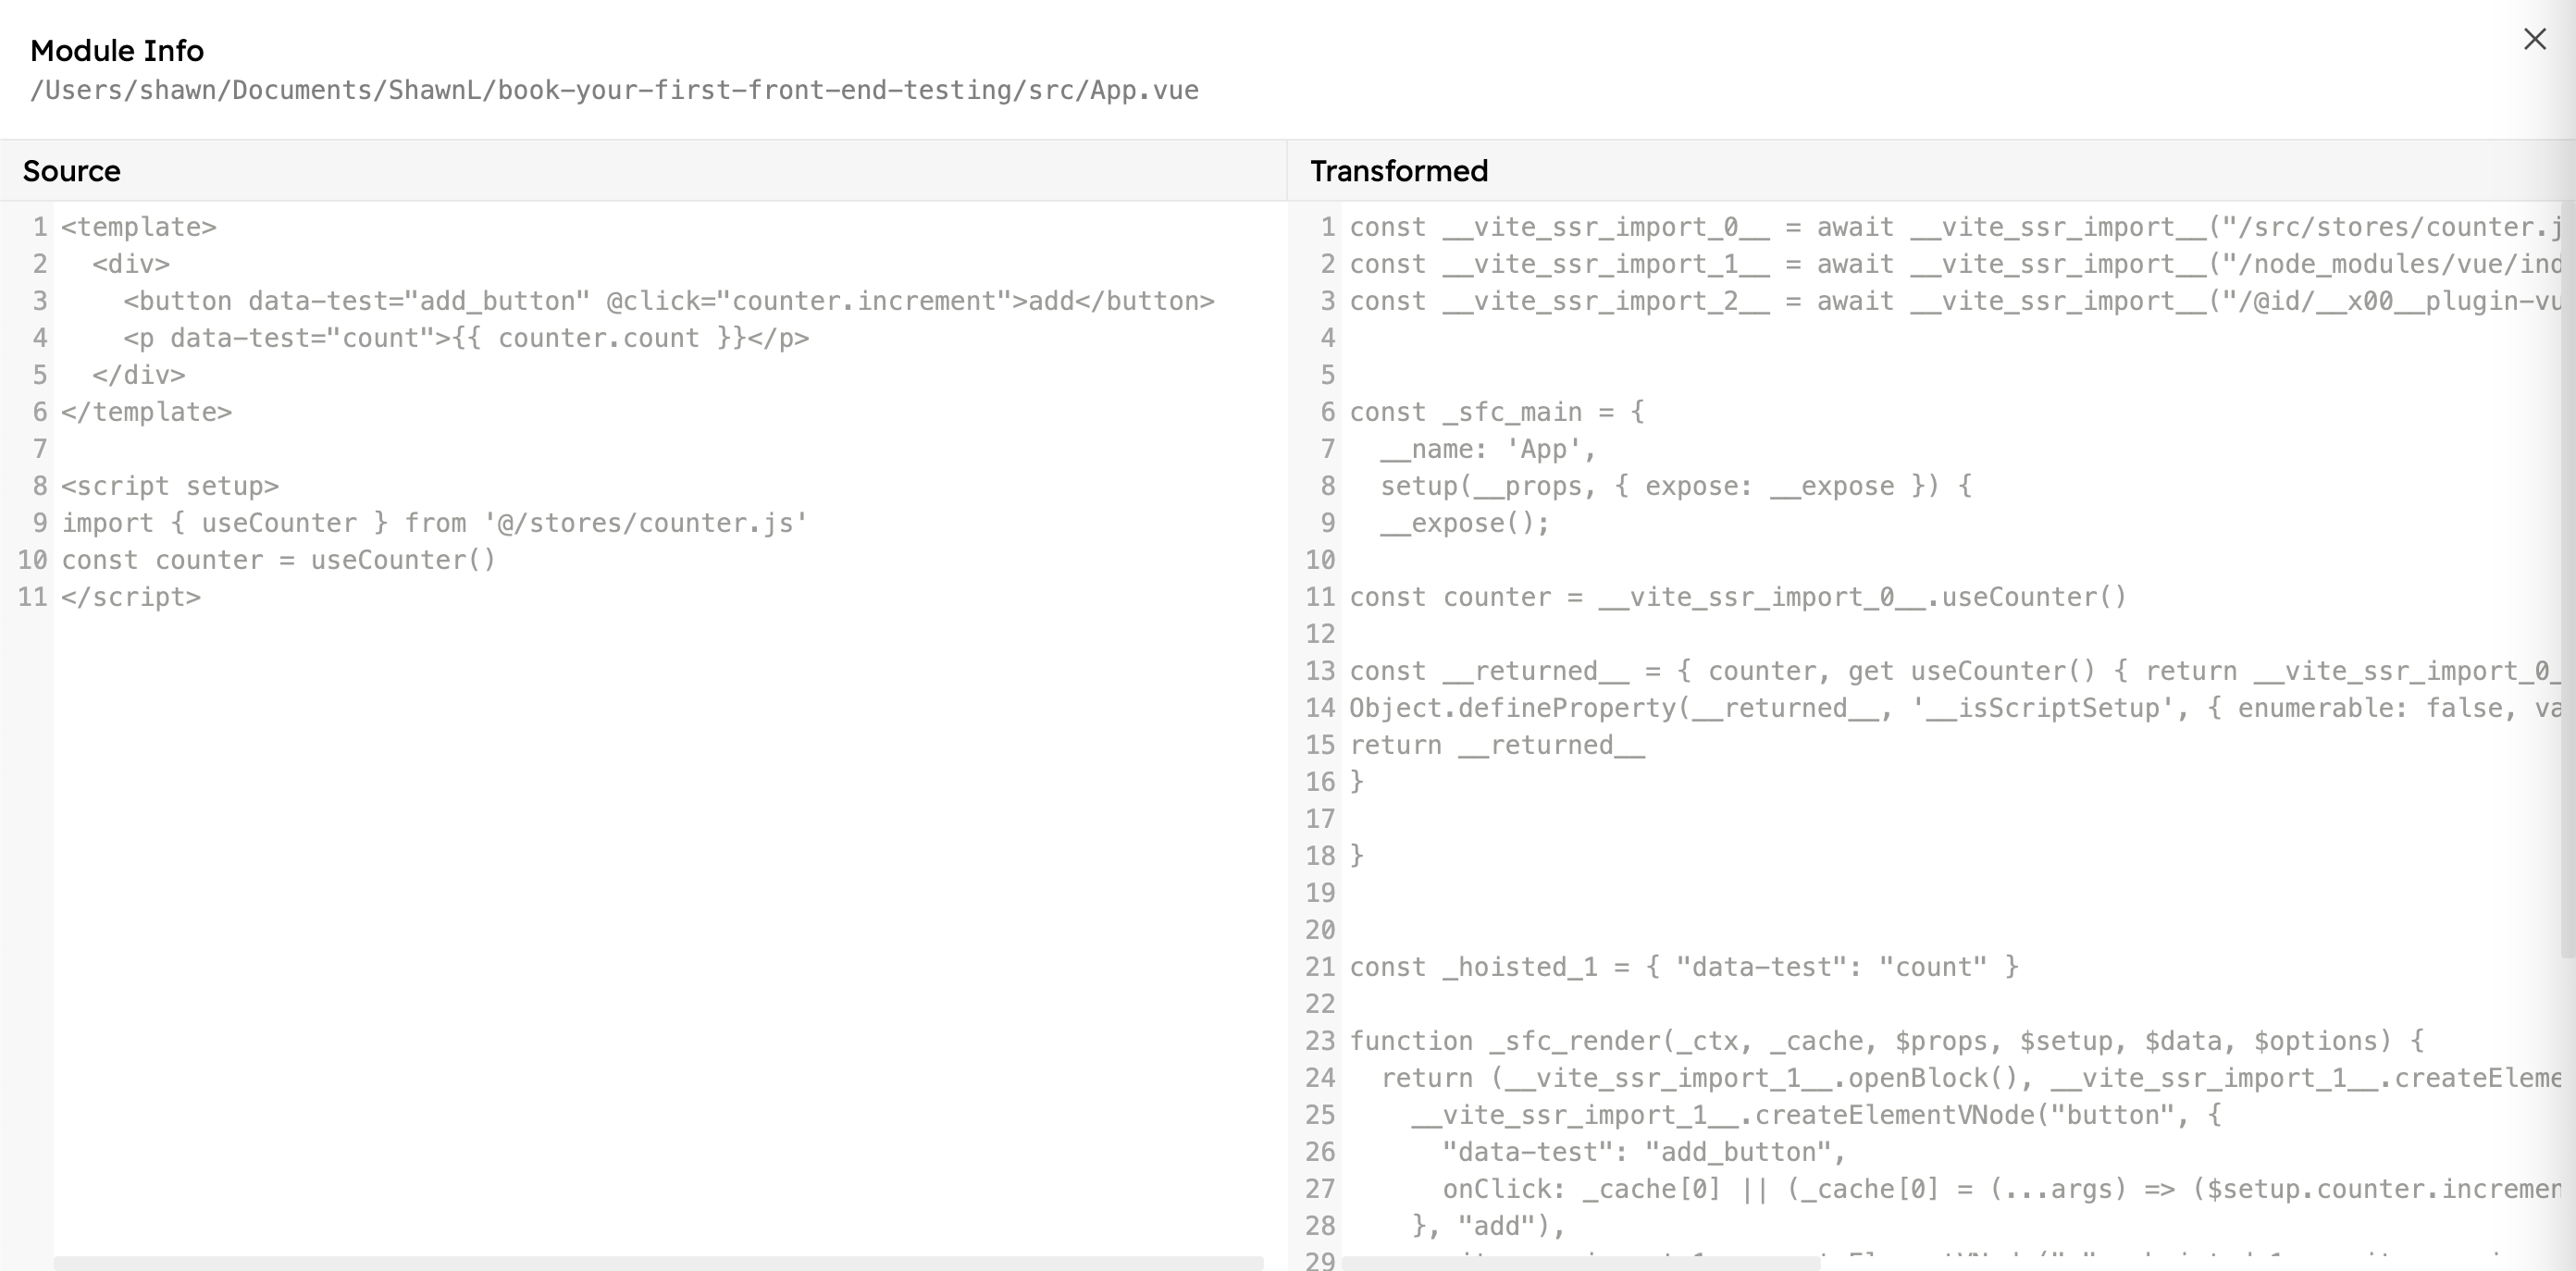 Module Info
/Users/shawn/Documents/ShawnL/book-your-first-front-end-testing/src/App.vue
Source
1 <template>
2   <div>
3     <button data-test="add_button" @click="counter.increment">add</button>
4     <p data-test="count">{{ counter.count }}</p>
5   </div>
6 </template>
7
8 <script setup>
9 import { useCounter } from '@/stores/counter.js'
10 const counter = useCounter()
11 </script>
Transformed
1 const __vite_ssr_import_0__ = await __vite_ssr_import__("/src/stores/counter.j
2 const __vite_ssr_import_1__ = await __vite_ssr_import__("/node_modules/vue/ind
3 const __vite_ssr_import_2__ = await __vite_ssr_import__("/@id/__x00__plugin-vu
4
5
6 const _sfc_main = {
7   __name: 'App',
8   setup(__props, { expose: __expose }) {
9   __expose();
10
11 const counter = __vite_ssr_import_0__.useCounter()
12
13 const __returned__ = { counter, get useCounter() { return __vite_ssr_import_0_
14 Object.defineProperty(__returned__, '__isScriptSetup', { enumerable: false, va
15 return __returned__
16 }
17
18 }
19
20
21 const _hoisted_1 = { "data-test": "count" }
22
23 function _sfc_render(_ctx, _cache, $props, $setup, $data, $options) {
24   return (__vite_ssr_import_1__.openBlock(), __vite_ssr_import_1__.createEleme
25     __vite_ssr_import_1__.createElementVNode("button", {
26       "data-test": "add_button",
27       onClick: _cache[0] || (_cache[0] = (...args) => ($setup.counter.incremen
28     }, "add"),
29